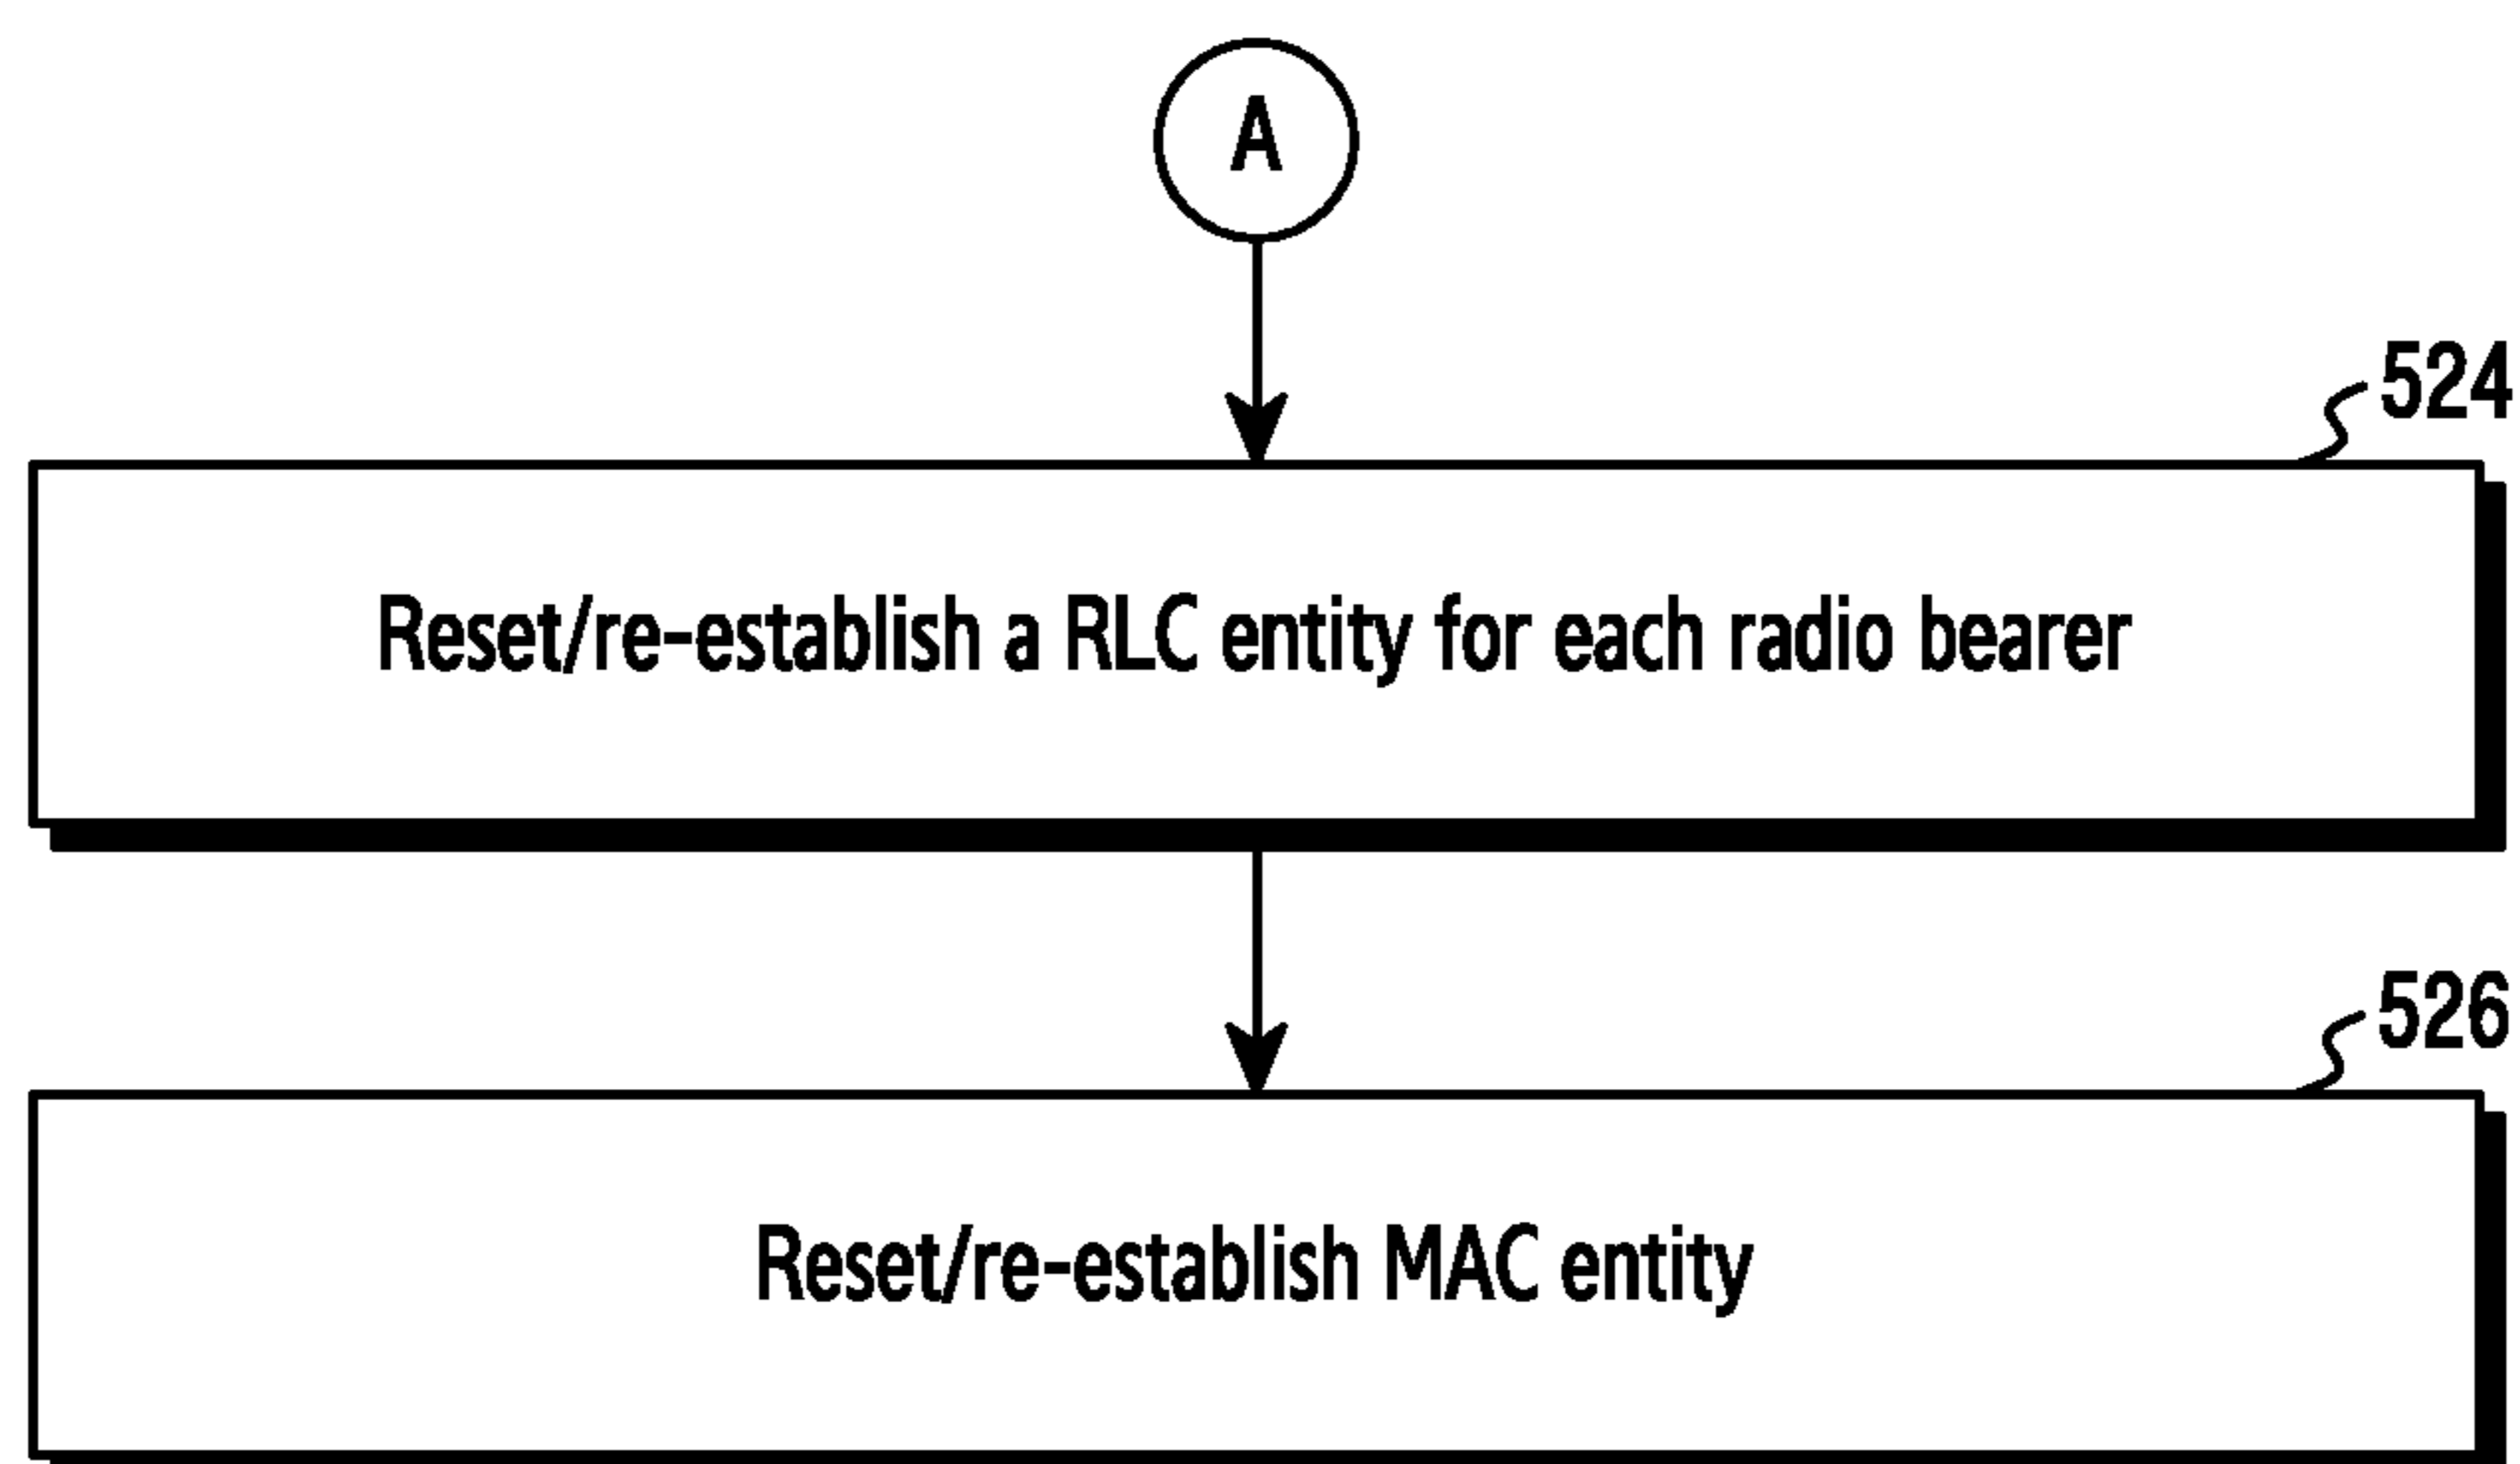 A
524
Reset/re-establish a RLC entity for each radio bearer
526
Reset/re-establish MAC entity